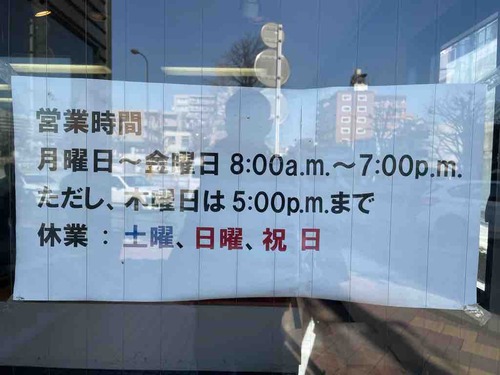 営業時間
月曜日～金曜日 8:00a.m.～7:00p.m.
ただし、木曜日は5:00p.m.まで
休業：土曜、日曜、祝日